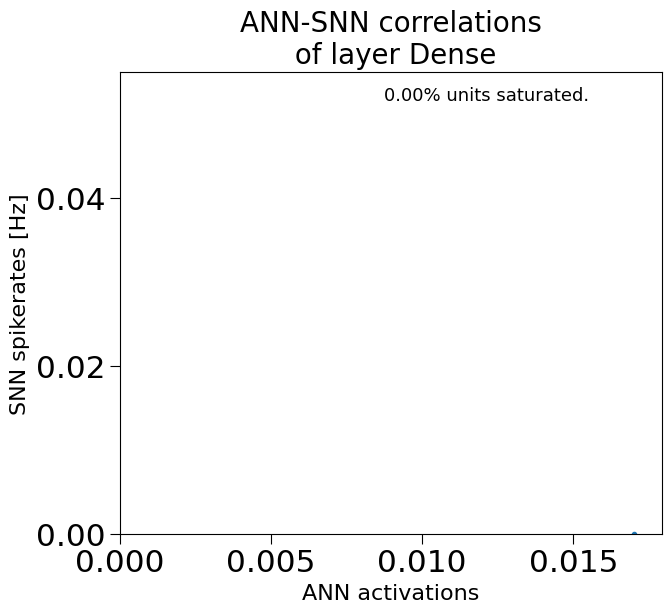 ANN-SNN correlations
of layer Dense
0.00% units saturated.
SNN spikerates [Hz]
0.04
0.02
0.00
0.000 0.005 0.010 0.015
ANN activations